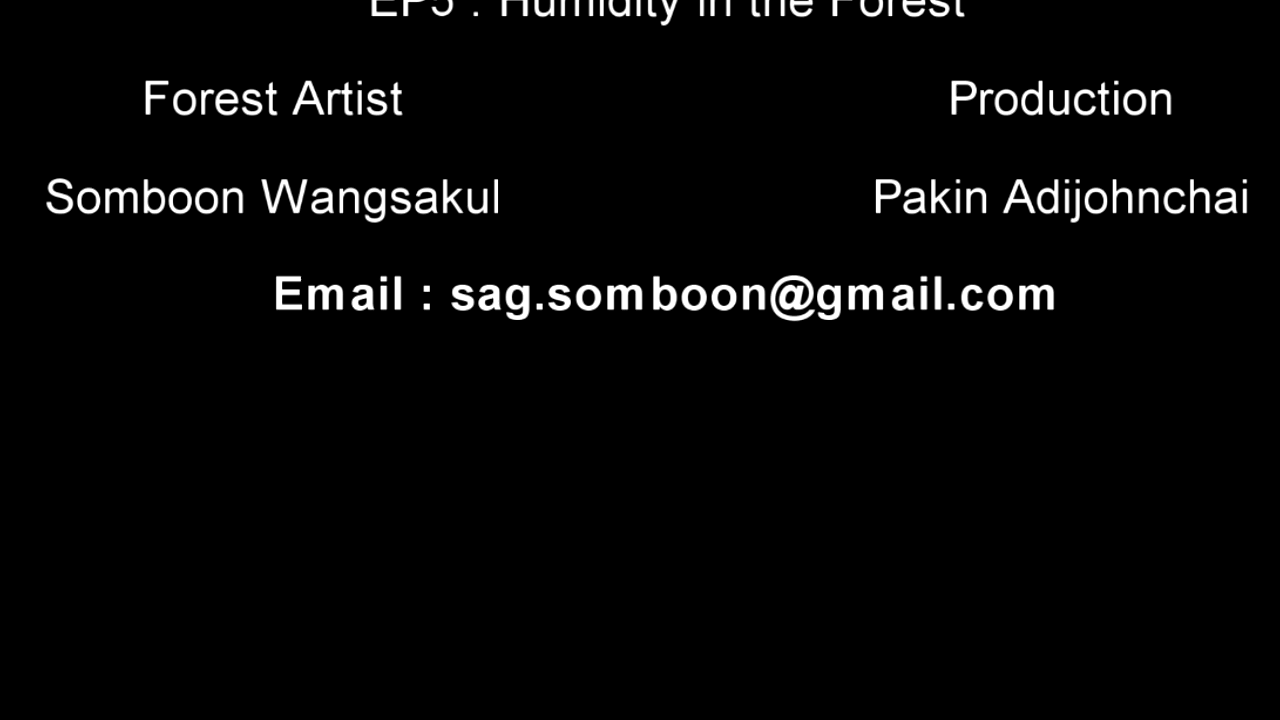 EP5 : Humidity in the Forest
Forest Artist Production
Somboon Wangsakul Pakin Adijohnchai
Email : sag.somboon@gmail.com